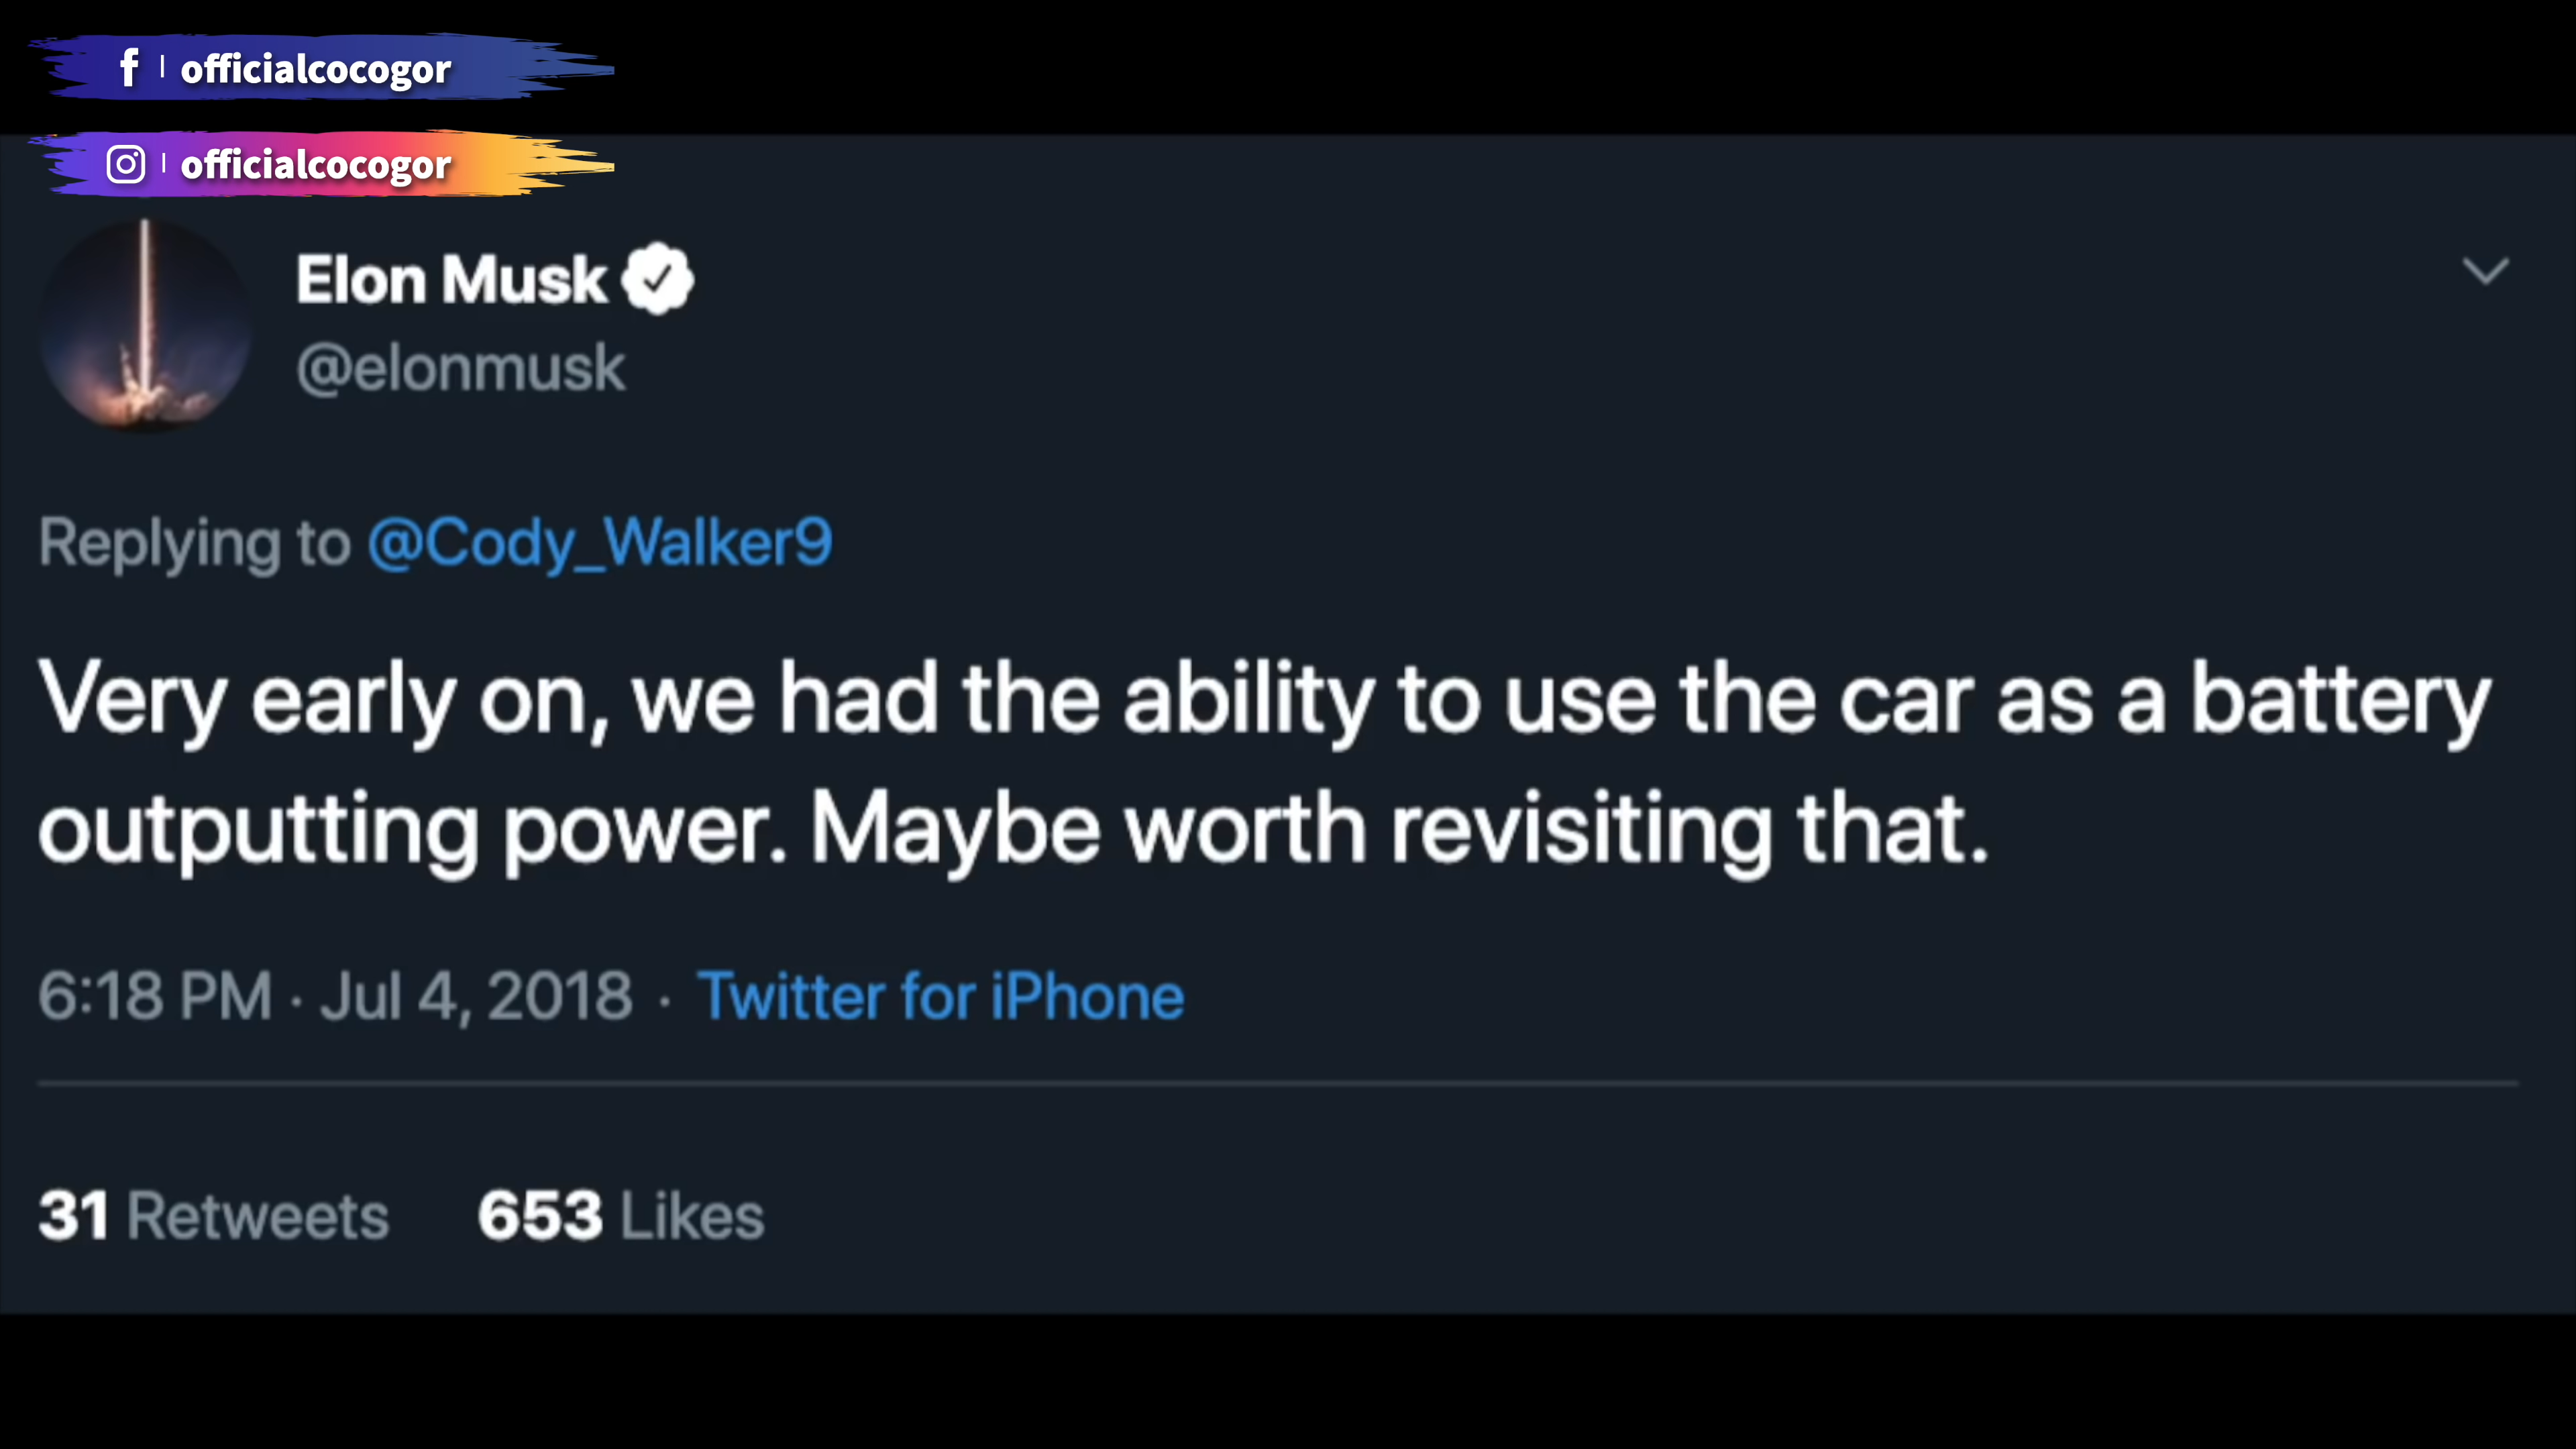 f | officialcocogor
| officialcocogor
Elon Musk
@elonmusk
Replying to @Cody_Walker9
Very early on, we had the ability to use the car as a battery
outputting power. Maybe worth revisiting that.
6:18 PM · Jul 4, 2018 · Twitter for iPhone
31 Retweets 653 Likes